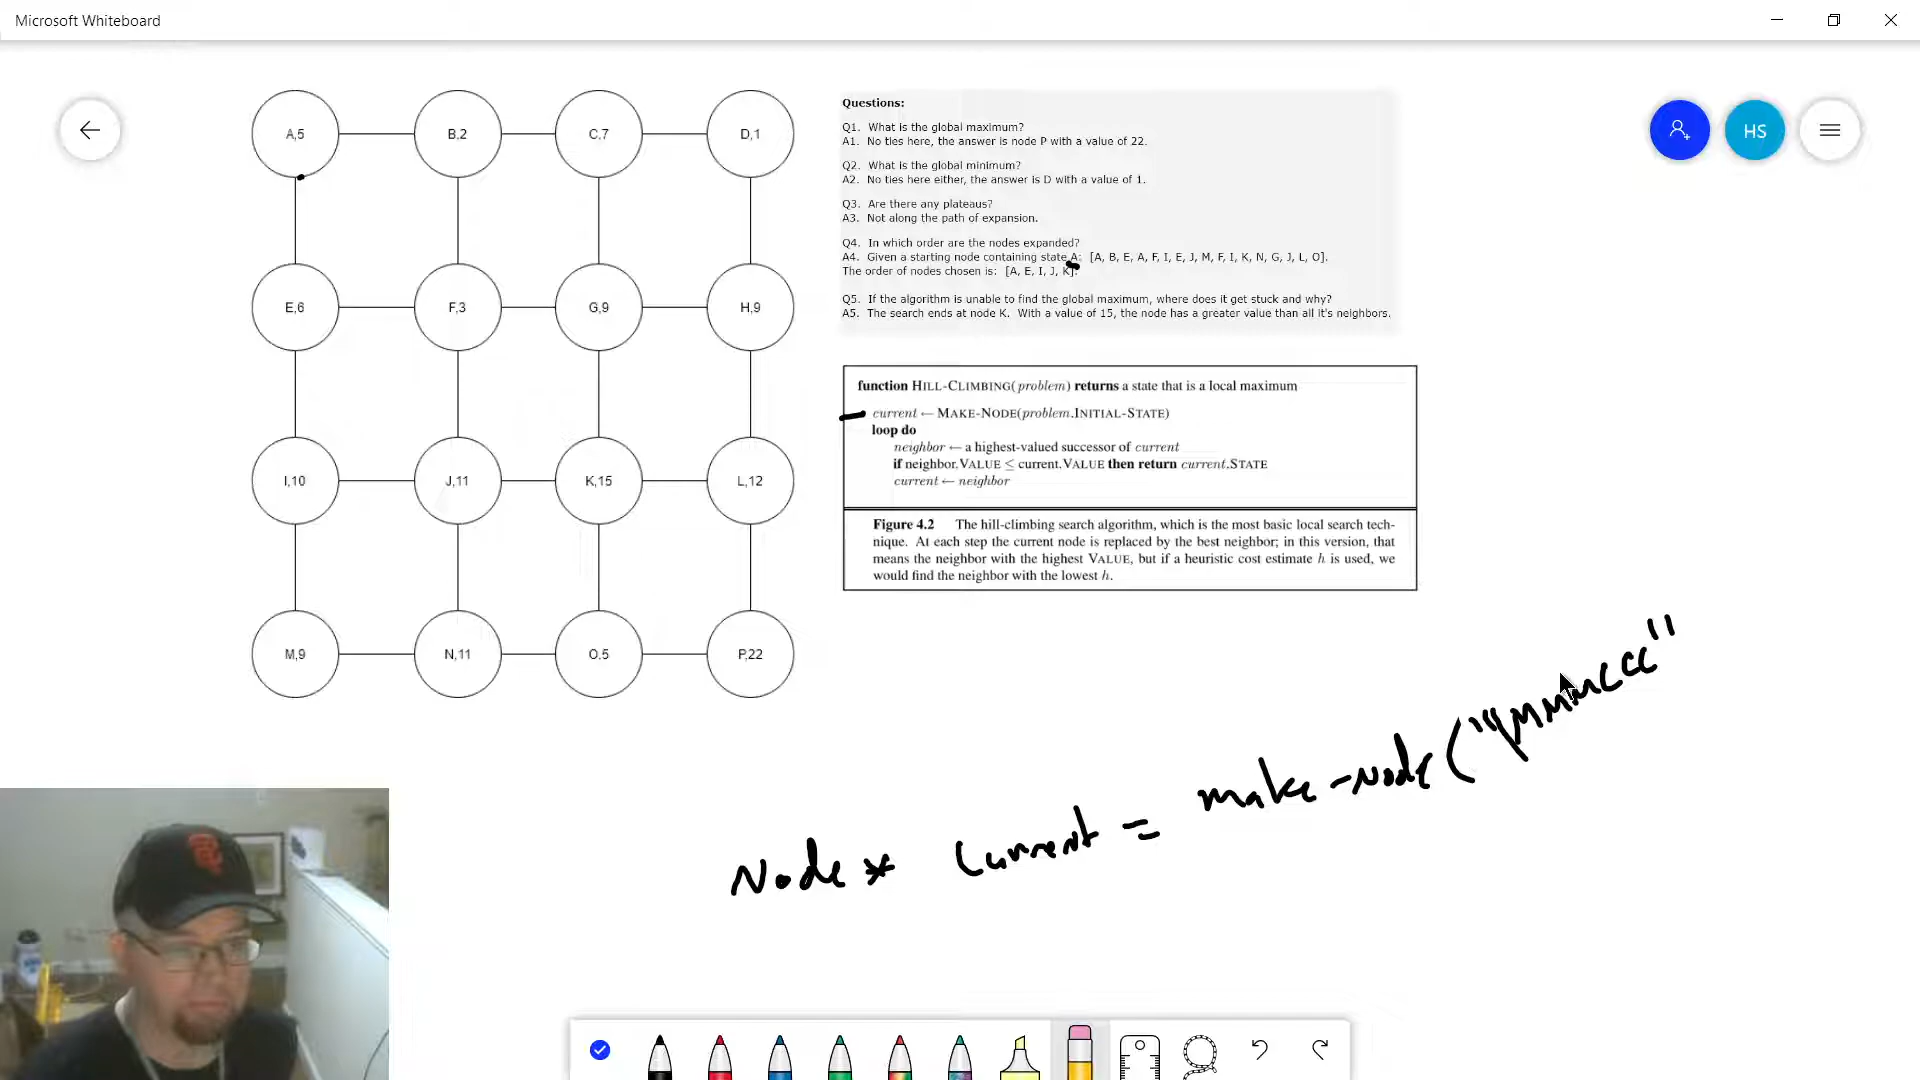 Microsoft Whiteboard
A,5
B,2
C,7
D,1
E,6
F,3
G,9
H,9
I,10
J,11
K,15
L,12
M,9
N,11
O,5
P,22
Questions:
Q1. What is the global maximum?
A1. No ties here, the answer is node P with a value of 22.
Q2. What is the global minimum?
A2. No ties here either, the answer is D with a value of 1.
Q3. Are there any plateaus?
A3. Not along the path of expansion.
Q4. In which order are the nodes expanded?
A4. Given a starting node containing state A: [A, B, E, A, F, I, E, J, M, F, I, K, N, G, J, L, O].
The order of nodes chosen is: [A, E, I, J, K].
Q5. If the algorithm is unable to find the global maximum, where does it get stuck and why?
A5. The search ends at node K. With a value of 15, the node has a greater value than all it's neighbors.
HS
function HILL-CLIMBING(problem) returns a state that is a local maximum
current ← MAKE-NODE(problem.INITIAL-STATE)
loop do
neighbor ← a highest-valued successor of current
if neighbor.VALUE ≤ current.VALUE then return current.STATE
current ← neighbor
Figure 4.2 The hill-climbing search algorithm, which is the most basic local search tech-
nique. At each step the current node is replaced by the best neighbor; in this version, that
means the neighbor with the highest VALUE, but if a heuristic cost estimate h is used, we
would find the neighbor with the lowest h.
Node* current = make-Node("